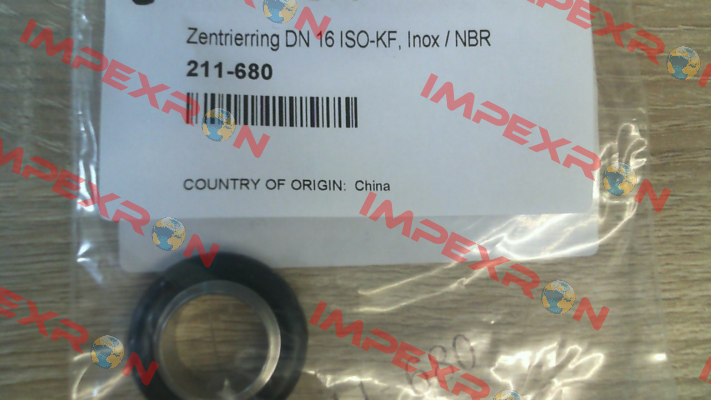 Zentrierring DN 16 ISO-KF, Inox / NBR
211-680
COUNTRY OF ORIGIN: China
680
IMPEXRON
IMPEXRON
IMPEXRON
IMPEXRON
IMPEXRON
IMPEXRON